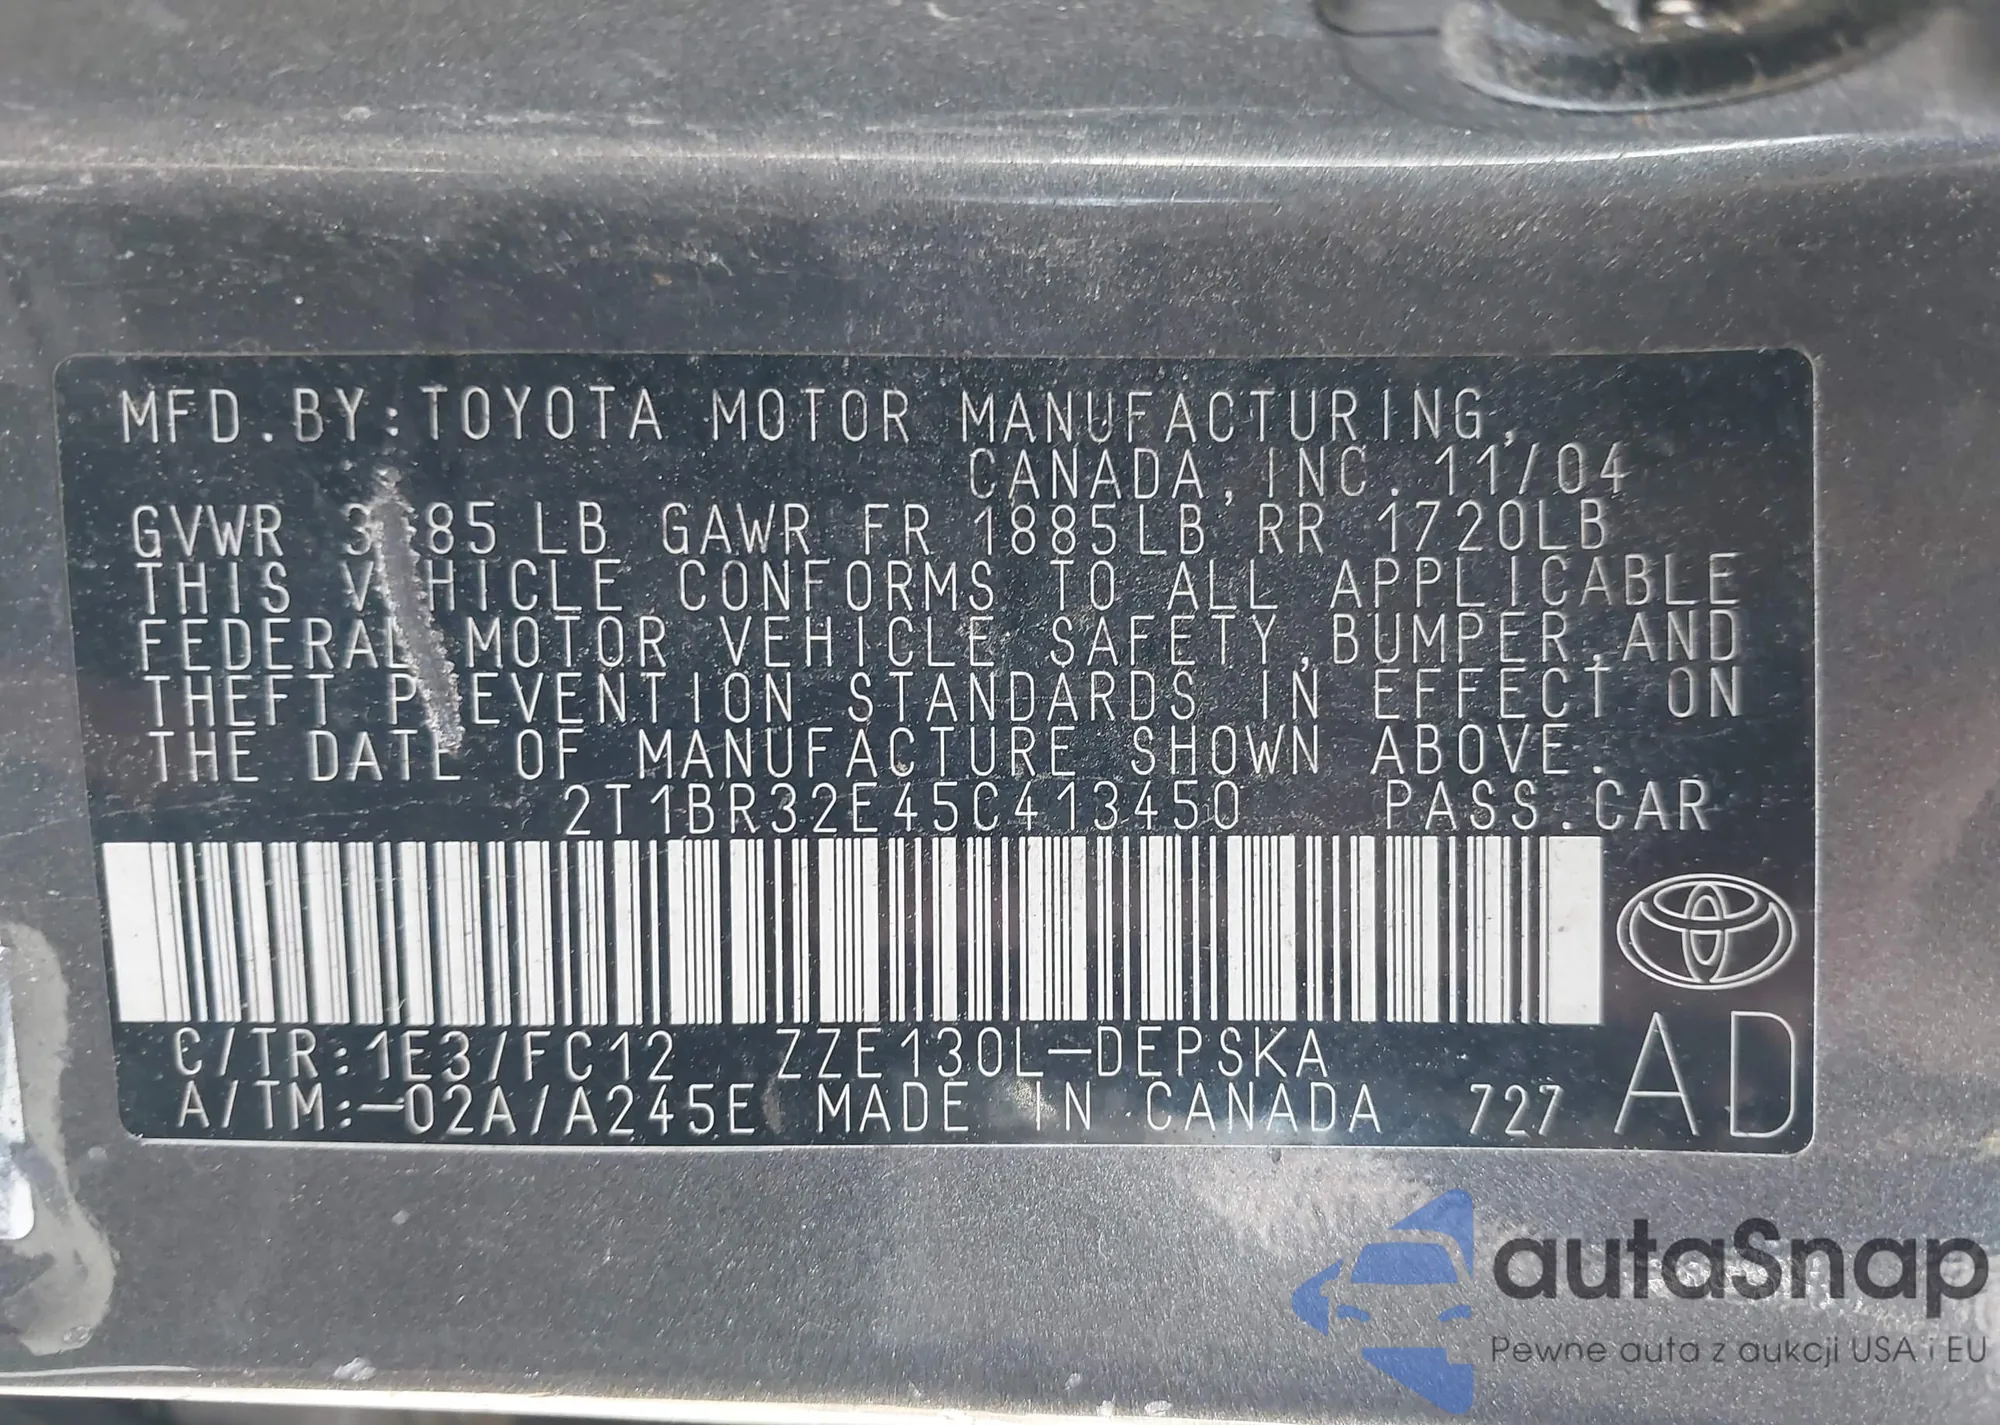 MFD.BY:TOYOTA MOTOR MANUFACTURING,
CANADA,INC. 11/04
GVWR LB GAWR FR 1885LB RR 1720LB
THIS VEHICLE CONFORMS TO ALL APPLICABLE
FEDERAL MOTOR VEHICLE SAFETY,BUMPER,AND
THEFT PREVENTION STANDARDS IN EFFECT ON
THE DATE OF MANUFACTURE SHOWN ABOVE.
2T1BR32E45C413450 PASS.CAR
C/TR:1E3/FC12 ZZE130L-DEPSKA
A/TM:-02A/A245E MADE IN CANADA 727
AD
autaSnap
Pewne auta z aukcji USA i EU